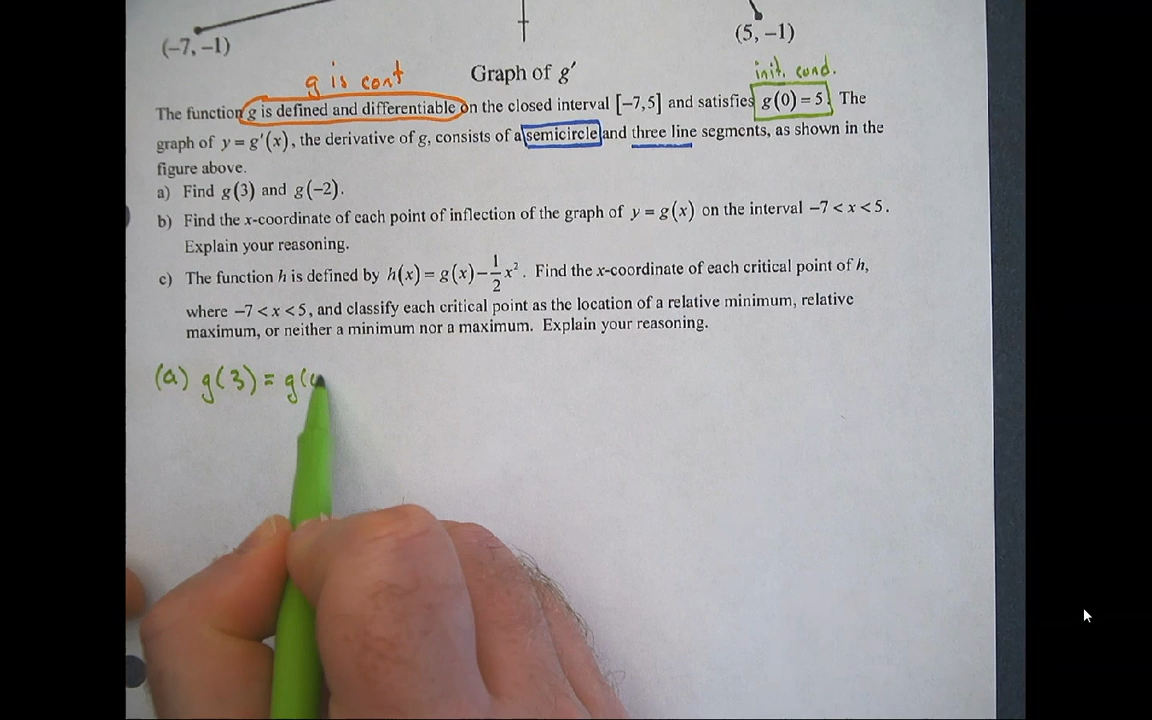 (−7, −1)
(5, −1)
g is cont
Graph of g′
init. cond.
The function g is defined and differentiable on the closed interval [−7,5] and satisfies g(0) = 5. The
graph of y = g′(x), the derivative of g, consists of a semicircle and three line segments, as shown in the
figure above.
a) Find g(3) and g(−2).
b) Find the x-coordinate of each point of inflection of the graph of y = g(x) on the interval −7 < x < 5.
Explain your reasoning.
c) The function h is defined by h(x) = g(x) − 1/2 x². Find the x-coordinate of each critical point of h,
where −7 < x < 5, and classify each critical point as the location of a relative minimum, relative
maximum, or neither a minimum nor a maximum. Explain your reasoning.
(a) g(3) = g(